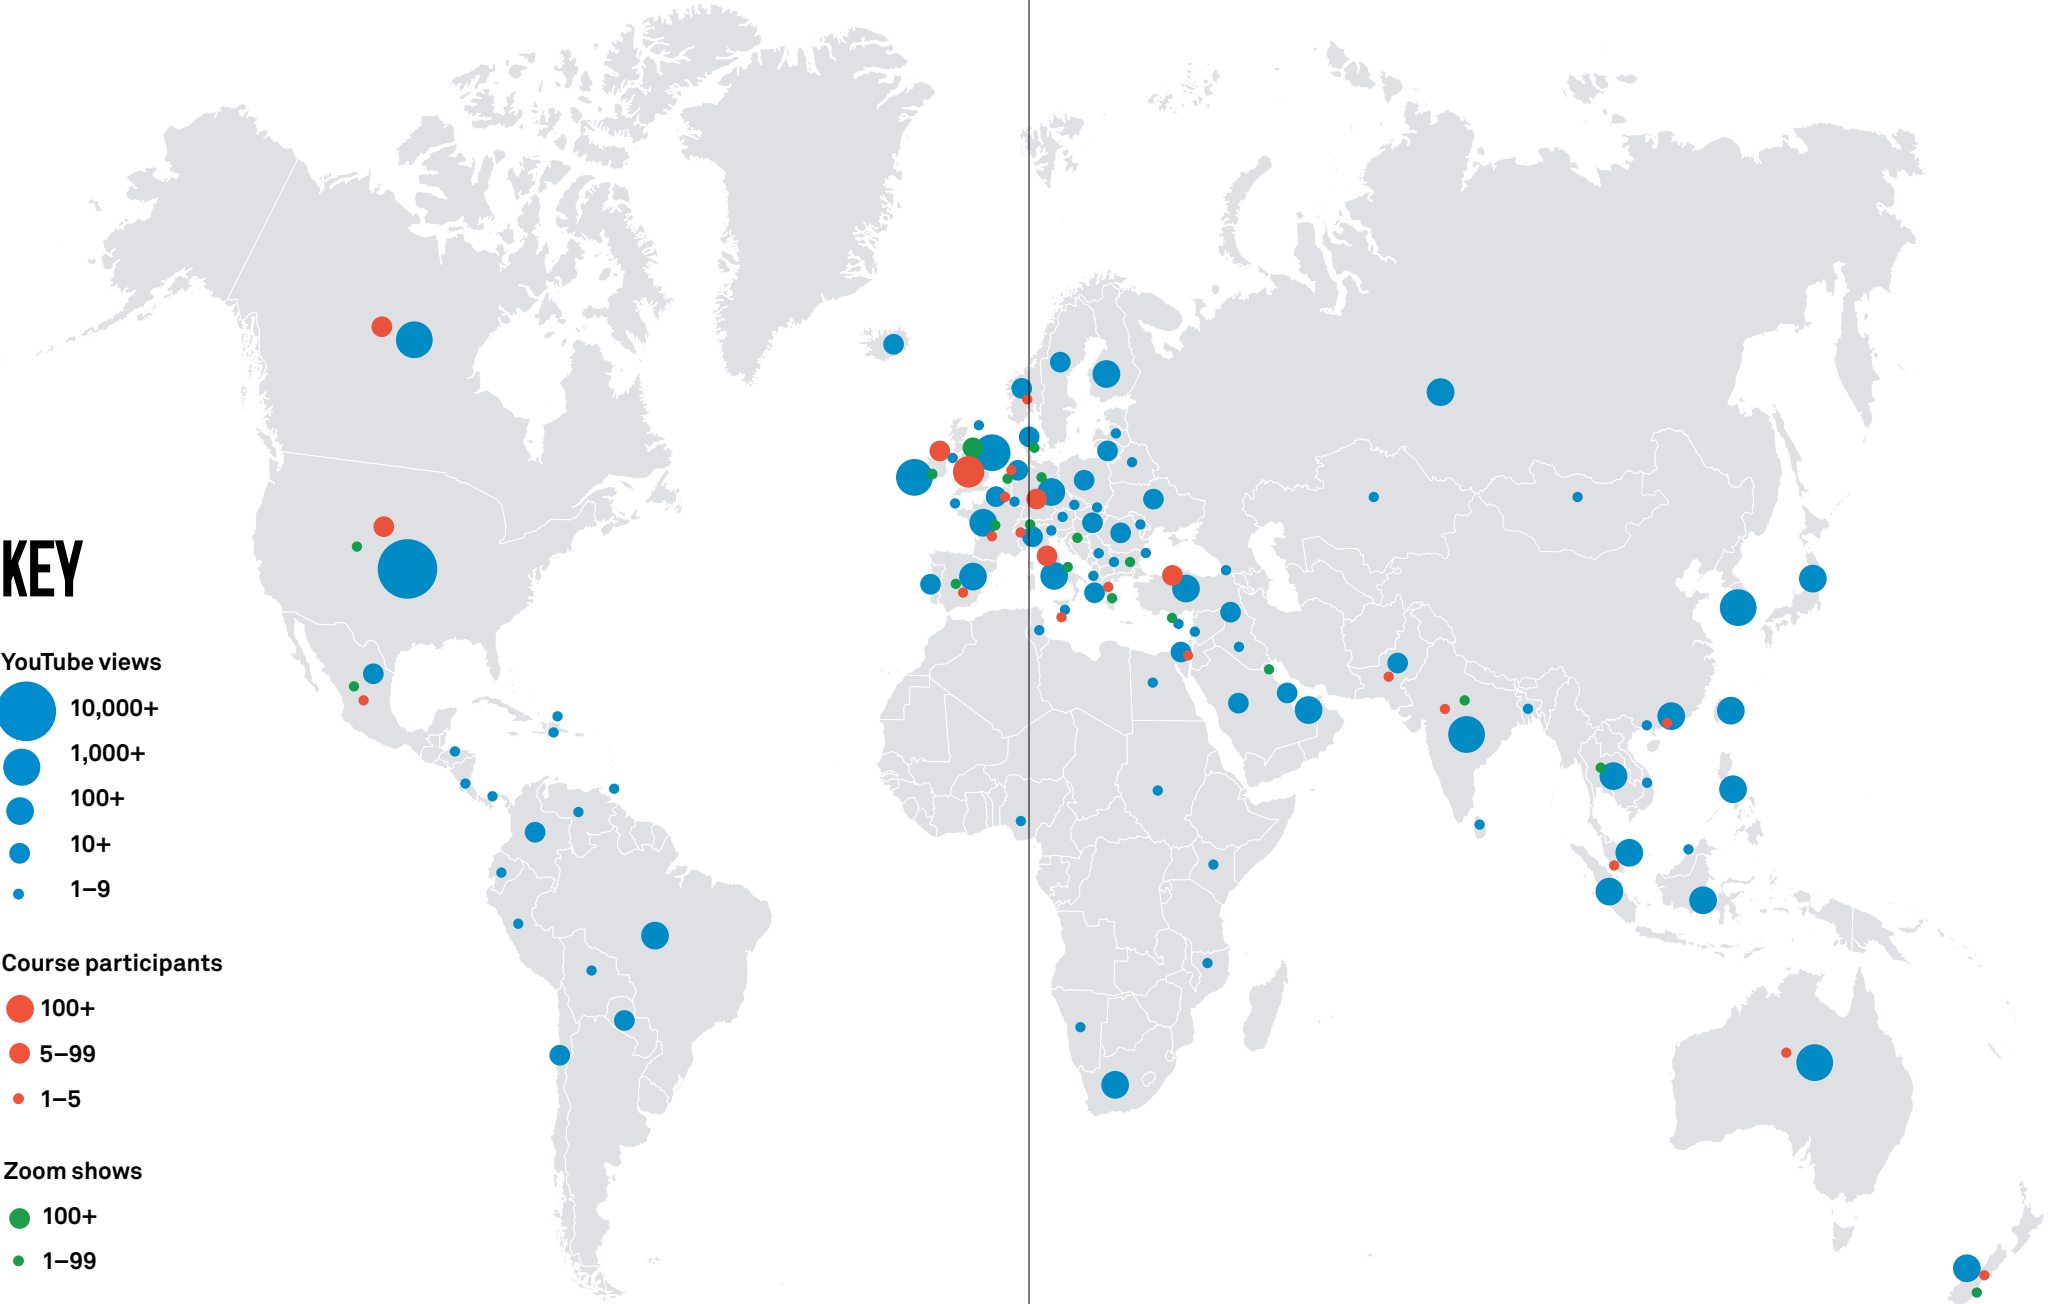 KEY
YouTube views
10,000+
1,000+
100+
10+
1–9
Course participants
100+
5–99
1–5
Zoom shows
100+
1–99